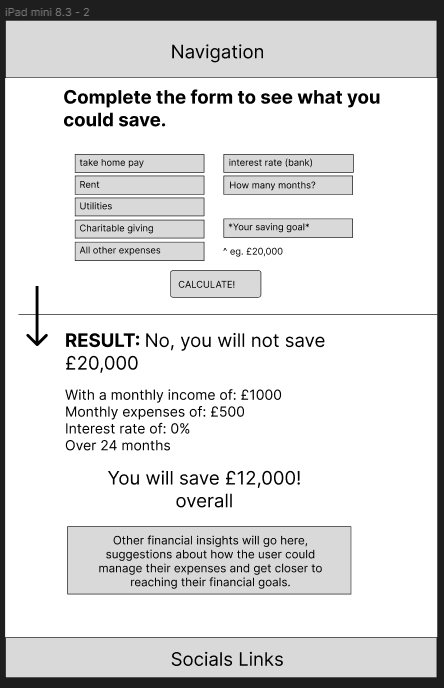 iPad mini 8.3 - 2
Navigation
Complete the form to see what you
could save.
take home pay
interest rate (bank)
Rent
How many months?
Utilities
Charitable giving
*Your saving goal*
All other expenses
^ eg. £20,000
CALCULATE!
RESULT: No, you will not save
£20,000
With a monthly income of: £1000
Monthly expenses of: £500
Interest rate of: 0%
Over 24 months
You will save £12,000!
overall
Other financial insights will go here,
suggestions about how the user could
manage their expenses and get closer to
reaching their financial goals.
Socials Links